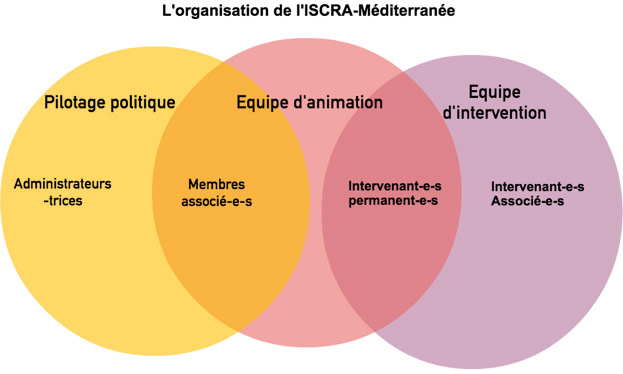 L'organisation de l'ISCRA-Méditerranée
Pilotage politique
Equipe d'animation
Equipe
d'intervention
Administrateurs
-trices
Membres
associé-e-s
Intervenant-e-s
permanent-e-s
Intervenant-e-s
Associé-e-s